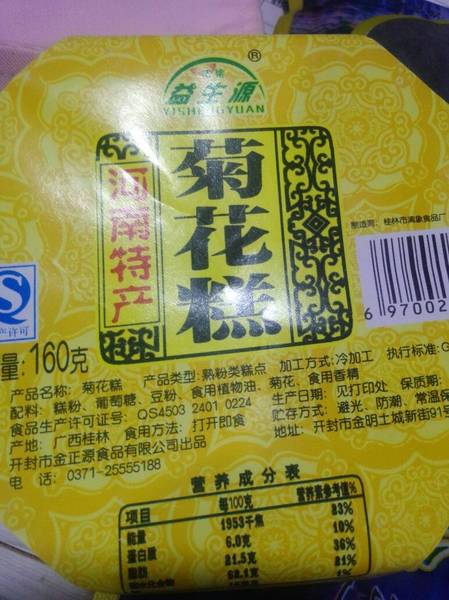 ®
益生源
YISHENGYUAN
菊花糕
河南特产
制造商：桂林市漓象食品厂
6 97002
许可
量:160克
产品名称：菊花糕 产品类型:熟粉类糕点 加工方式:冷加工 执行标准:G
配料：糕粉、葡萄糖、豆粉、食用植物油、菊花、食用香精 生产日期：见打印处 保质期：
食品生产许可证号：QS4503 2401 0224 贮存方式：避光、防潮、常温保
产地：广西桂林 食用方法：打开即食 地址：开封市金明土城新街91号
开封市金正源食品有限公司出品
电 话：0371-25555188
营养成分表
项目 每100克 营养素参考值%
能量 1953千焦 23%
蛋白质 6.0克 10%
脂肪 21.5克 36%
62.1克 21%